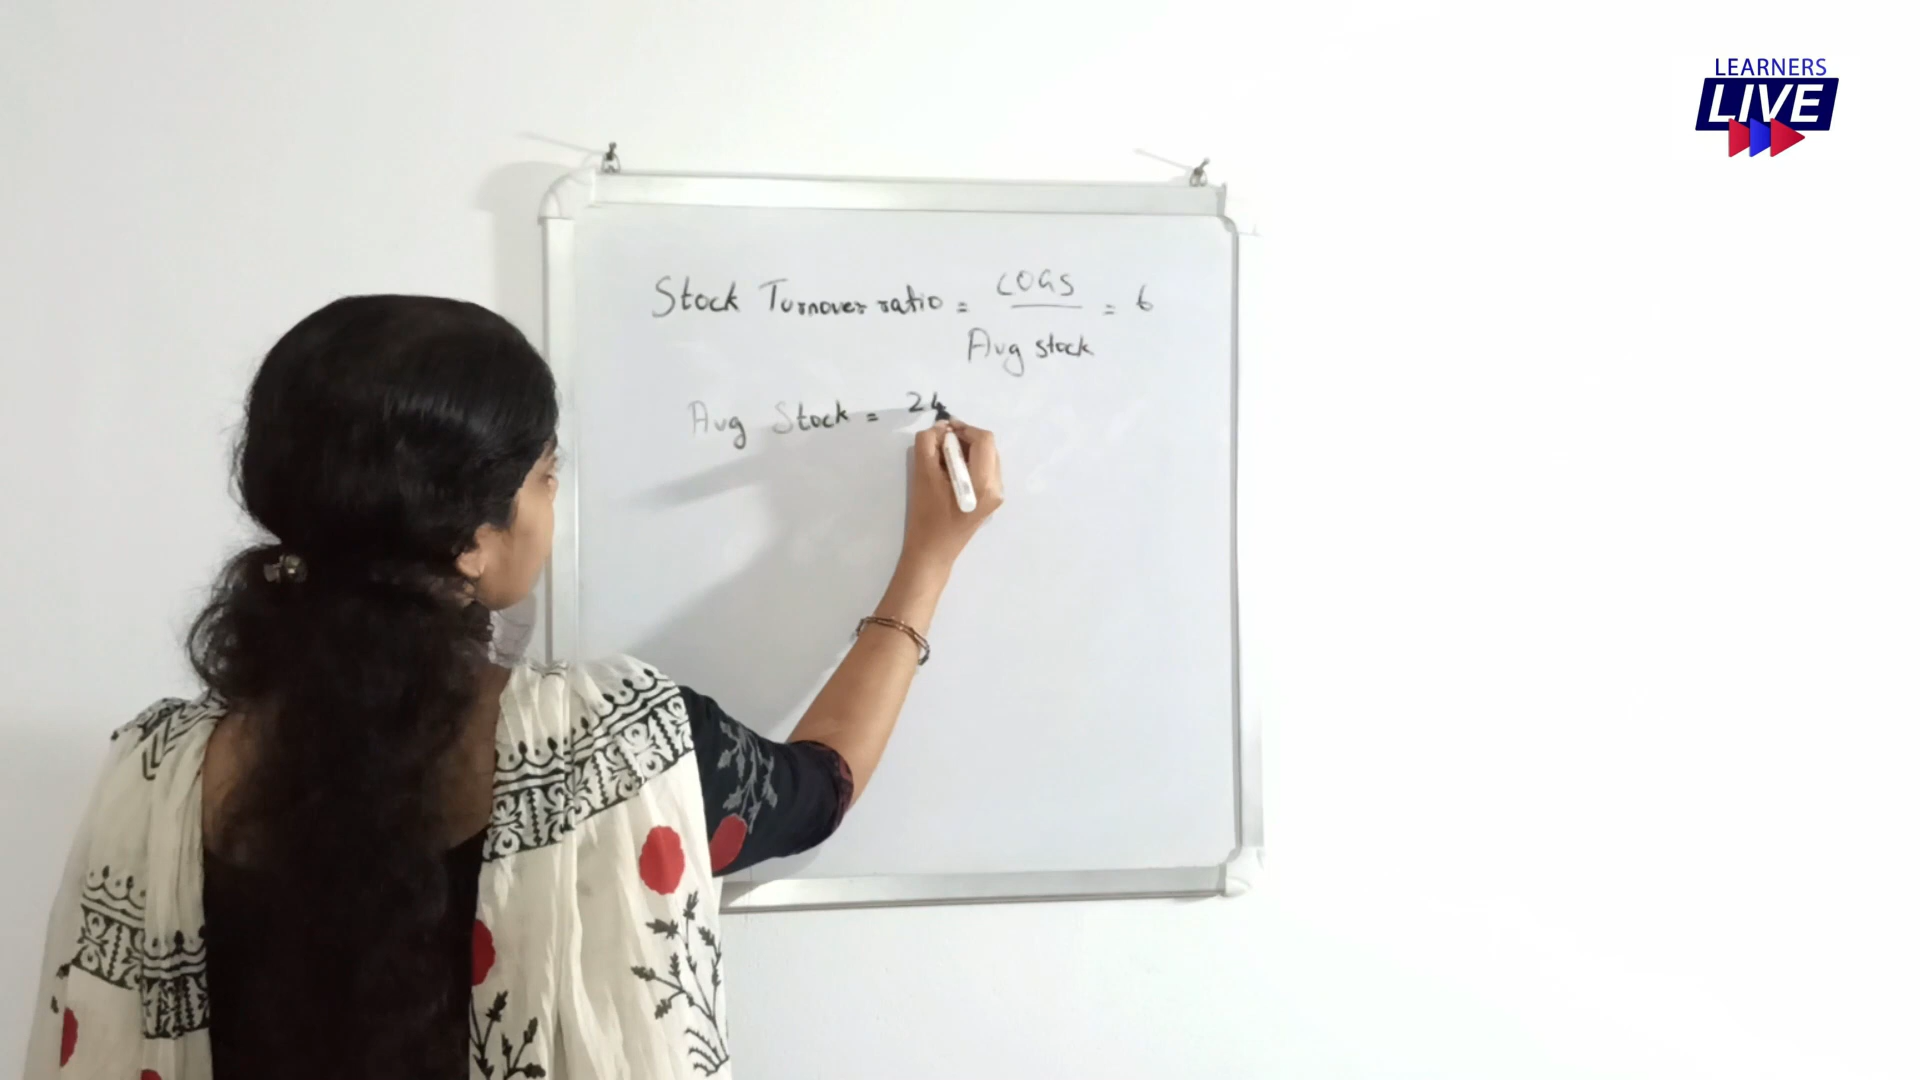 LEARNERS
LIVE
Stock Turnover ratio = COGS / Avg stock = 6
Avg Stock = 24